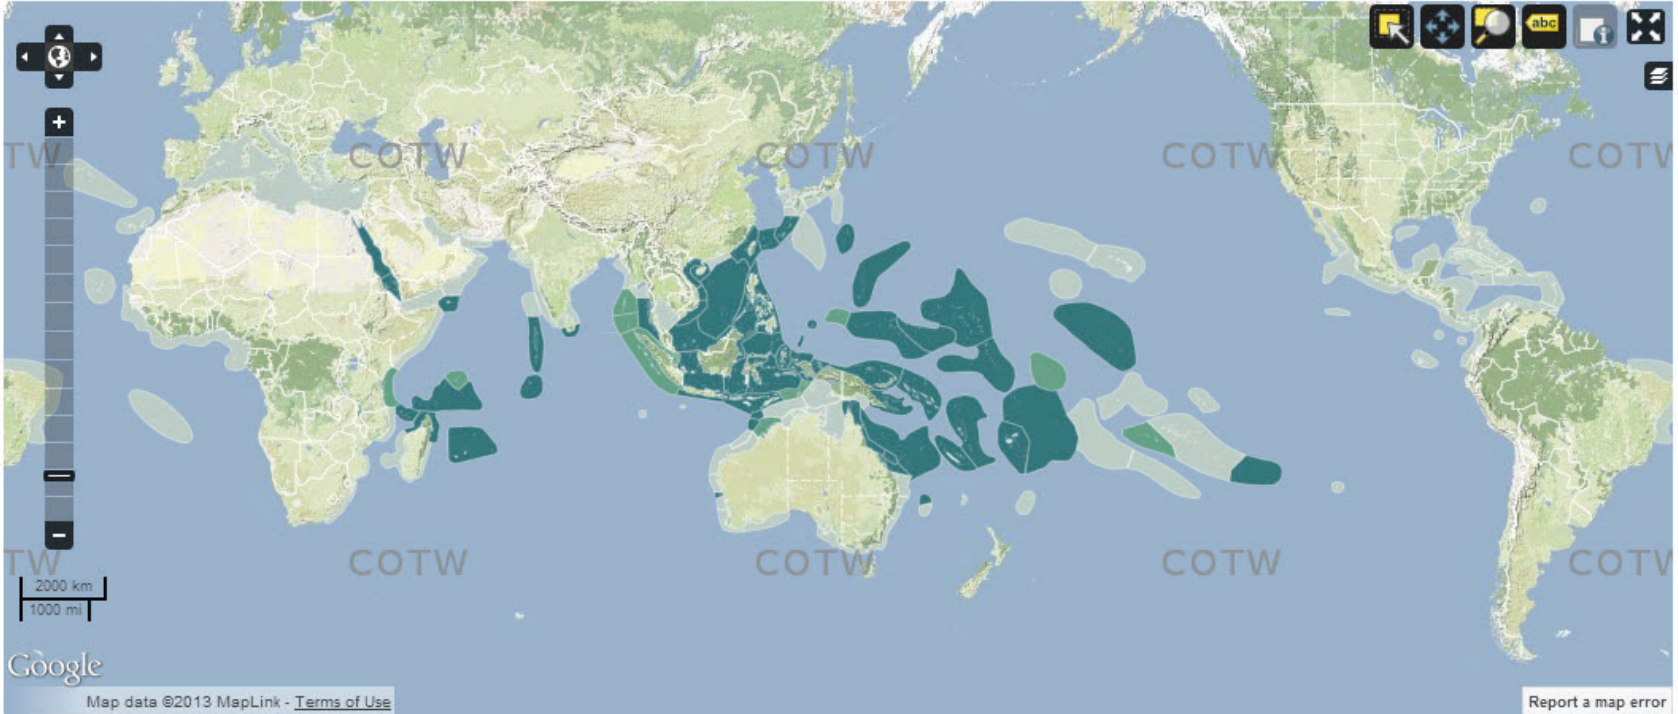 abc
+
TW COTW COTW COTW COTW
-
TW COTW COTW COTW COTW
2000 km
1000 mi
Google
Map data ©2013 MapLink - Terms of Use
Report a map error